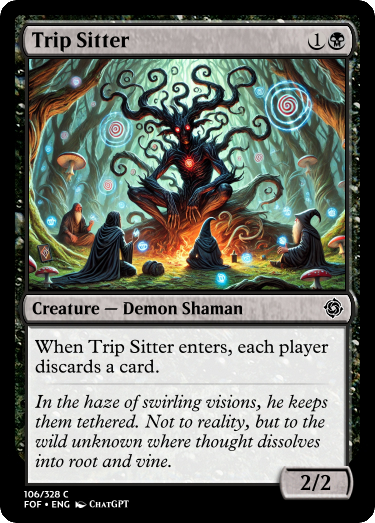 Trip Sitter 1
Creature — Demon Shaman
When Trip Sitter enters, each player
discards a card.
In the haze of swirling visions, he keeps
them tethered. Not to reality, but to the
wild unknown where thought dissolves
into root and vine.
2/2
106/328 C
FOF • ENG ChatGPT